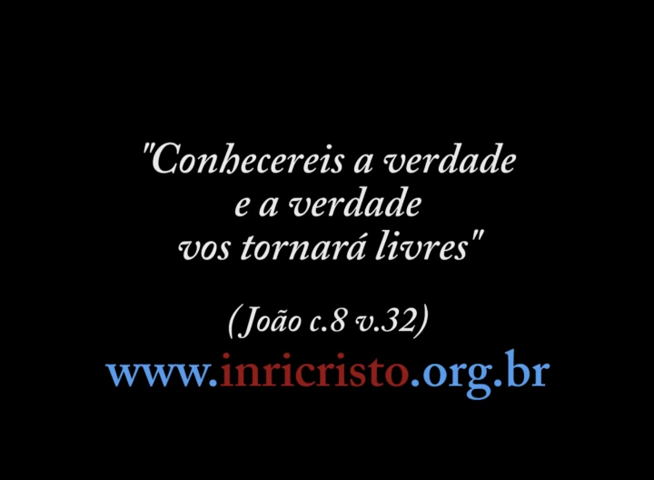 "Conhecereis a verdade
e a verdade
vos tornará livres"
(João c.8 v.32)
www.inricristo.org.br